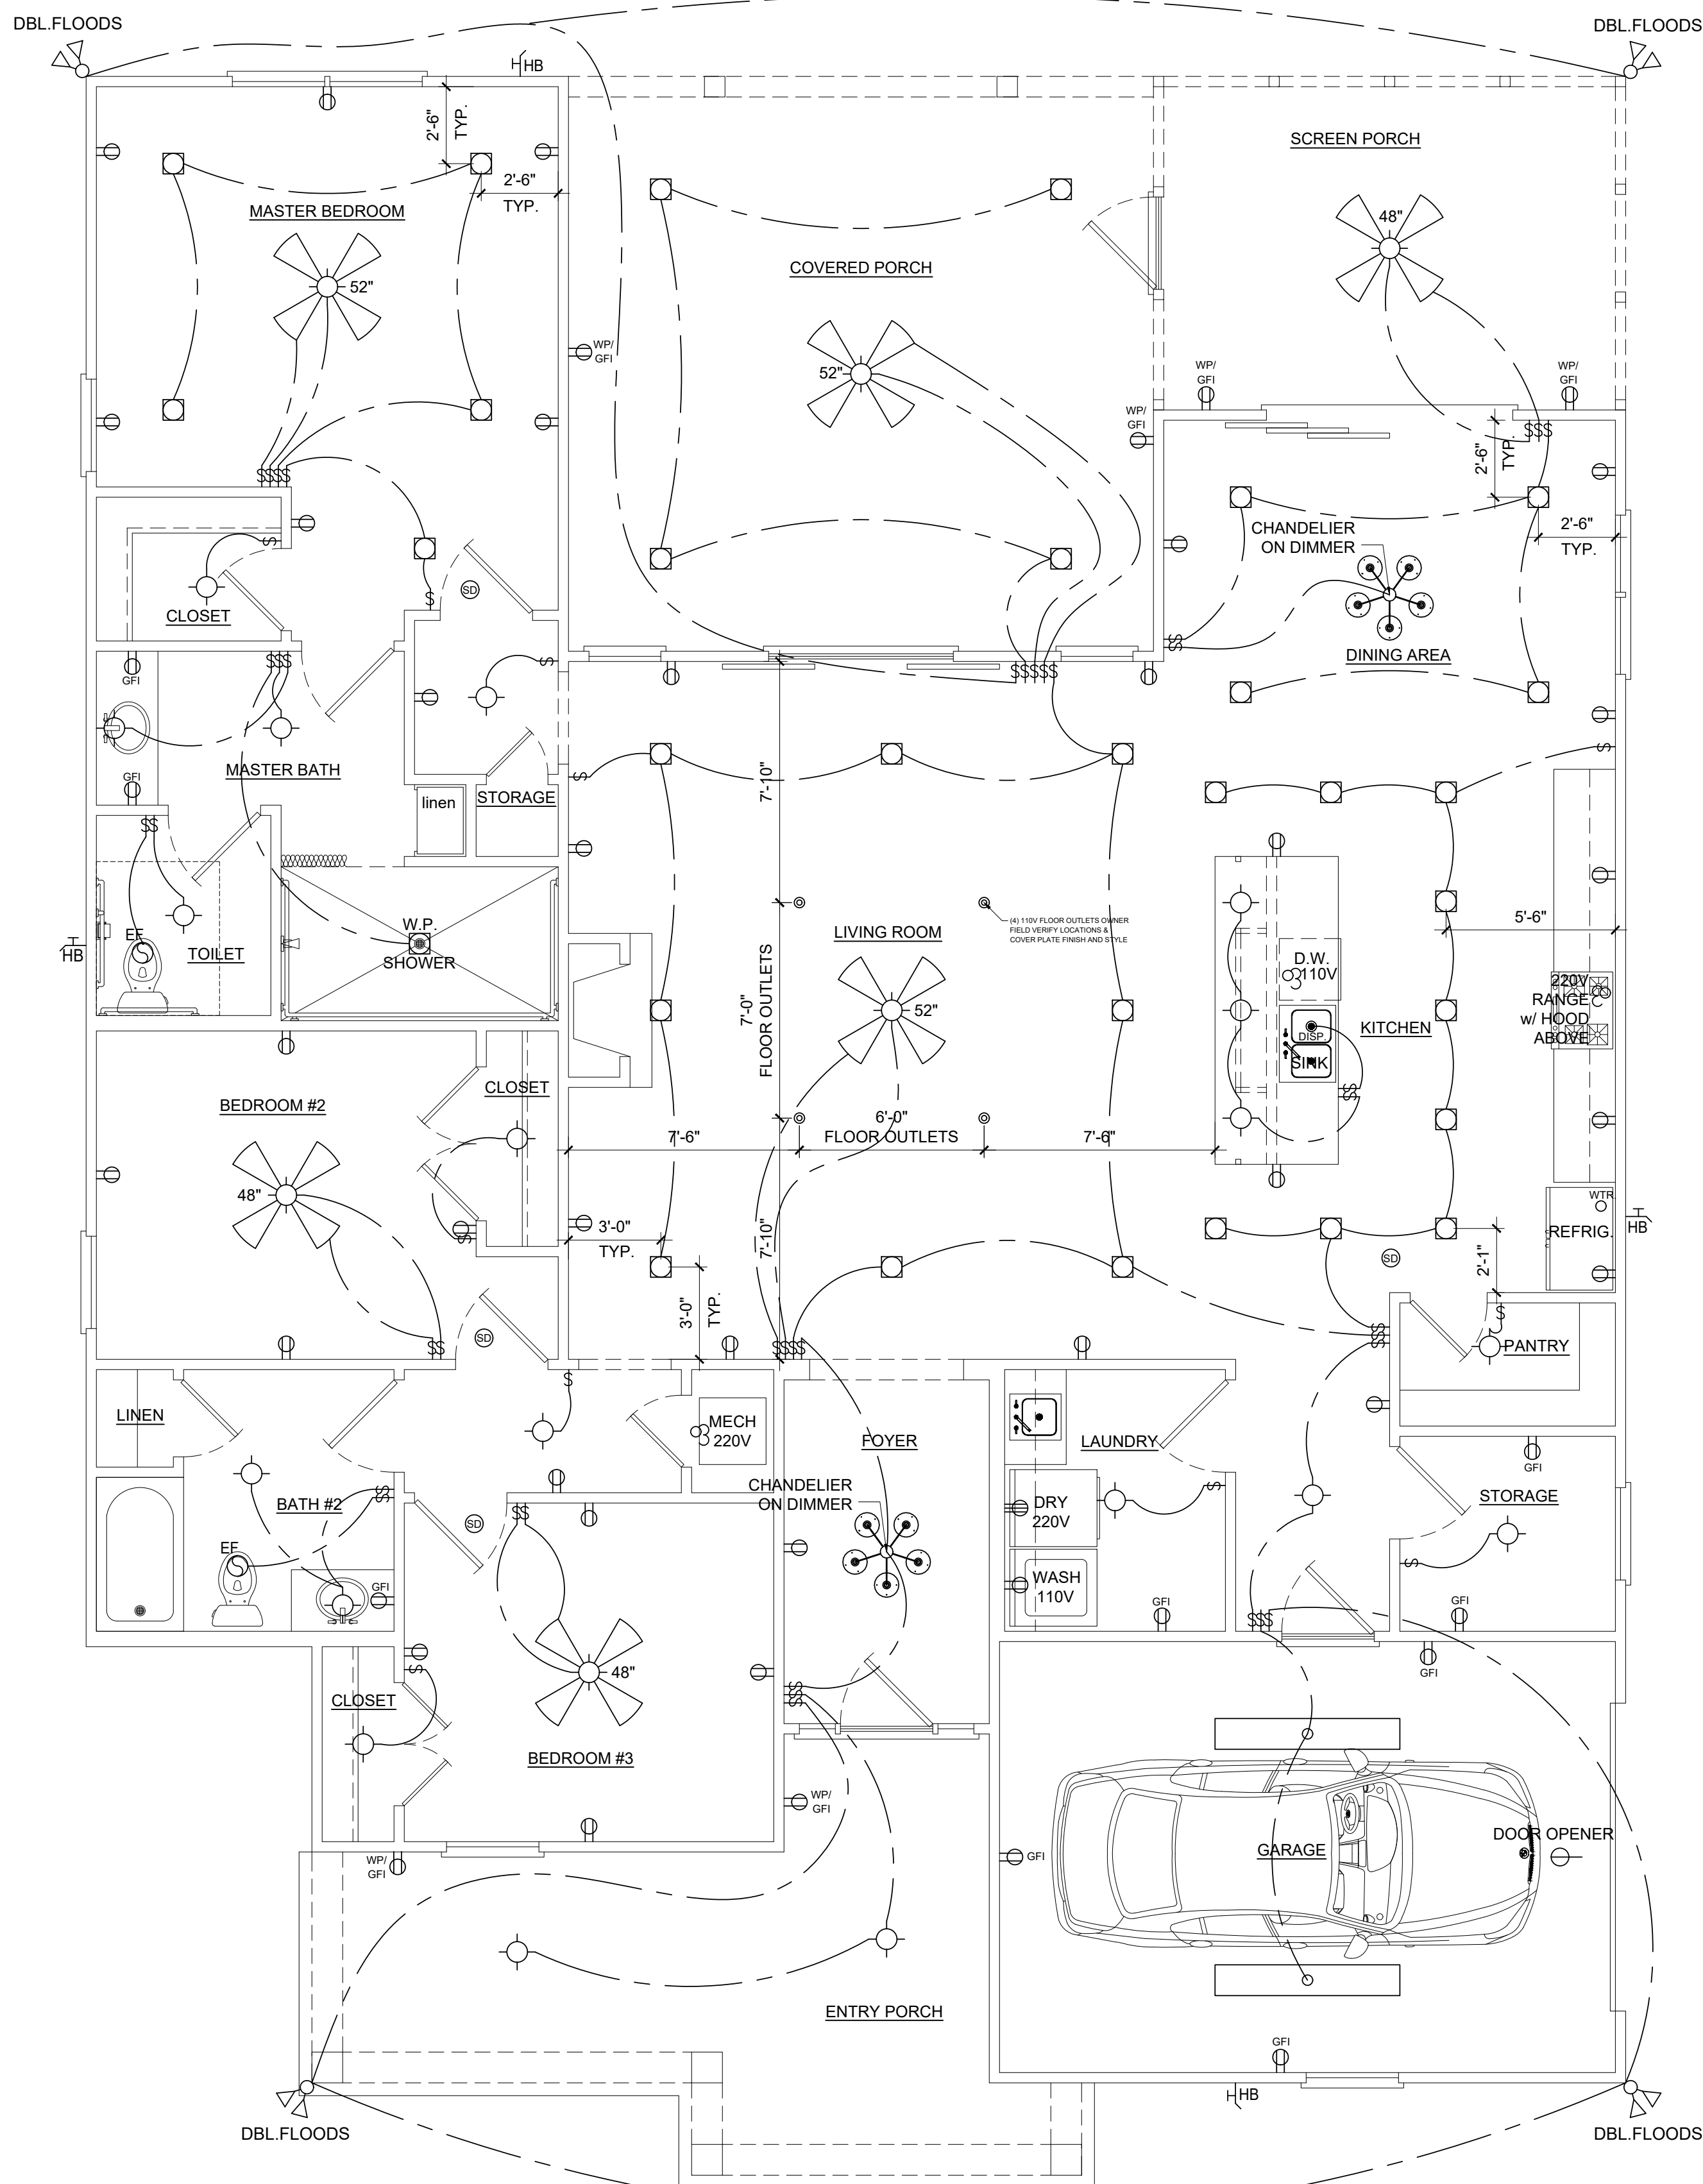 DBL.FLOODS
DBL.FLOODS
HB
2'-6"
TYP.
SCREEN PORCH
2'-6"
TYP.
MASTER BEDROOM
48"
COVERED PORCH
52"
WP/
GFI
52"
WP/
GFI
WP/
GFI
WP/
GFI
$$$
2'-6"
TYP.
$$$$
CHANDELIER
ON DIMMER
2'-6"
TYP.
$
SD
$
CLOSET
$$
DINING AREA
$$$
$
$$$$$
GFI
$
MASTER BATH
GFI
$
7'-10"
linen
STORAGE
$$
W.P.
SHOWER
EF
TOILET
HB
LIVING ROOM
(4) 110V FLOOR OUTLETS OWNER
FIELD VERIFY LOCATIONS &
COVER PLATE FINISH AND STYLE
5'-6"
D.W.
110V
220V
RANGE
w/ HOOD
ABOVE
7'-0"
FLOOR OUTLETS
52"
DISP.
SINK
KITCHEN
$$
CLOSET
BEDROOM #2
6'-0"
7'-6"
FLOOR OUTLETS
7'-6"
48"
$
3'-0"
TYP.
7'-10"
WTR.
REFRIG.
HB
SD
2'-1"
3'-0"
TYP.
$$
SD
$$$$
$$$
$
PANTRY
$
LINEN
MECH
220V
FOYER
LAUNDRY
GFI
BATH #2
$$
CHANDELIER
ON DIMMER
$$
SD
DRY
220V
$
STORAGE
EF
$
WASH
110V
GFI
GFI
GFI
$$$
GFI
$
48"
$$$
CLOSET
BEDROOM #3
WP/
GFI
DOOR OPENER
GFI
GARAGE
WP/
GFI
ENTRY PORCH
GFI
HB
DBL.FLOODS
DBL.FLOODS